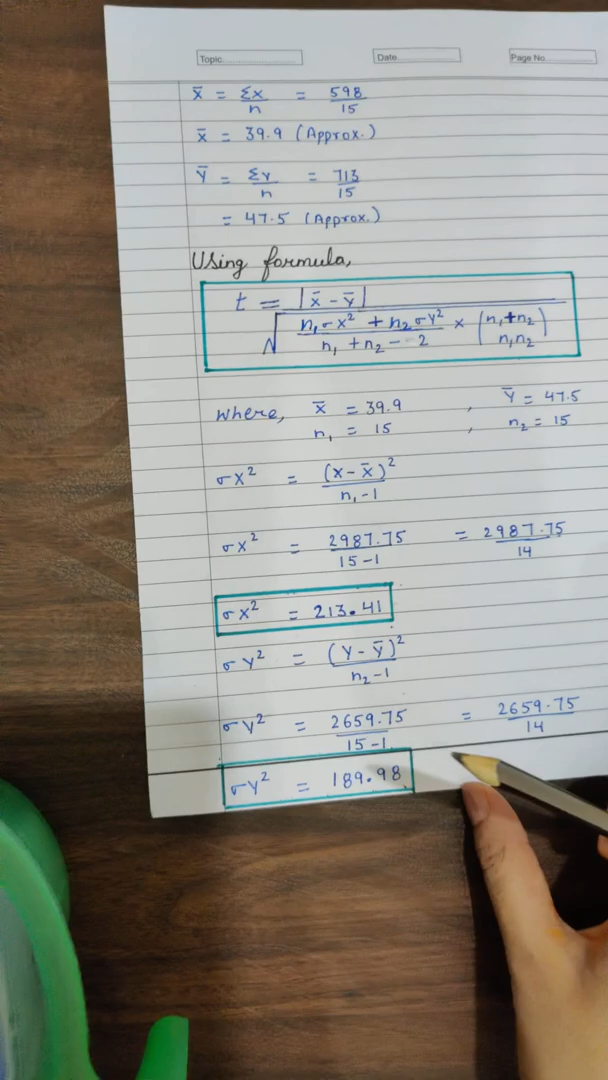 Topic Date Page No
x̄ = Σx/n = 598/15
x̄ = 39.9 (Approx.)
Ȳ = ΣY/n = 713/15
= 47.5 (Approx.)
Using formula,
t = |x̄ - ȳ| / √((n₁σx² + n₂σy²)/(n₁ + n₂ - 2) × (n₁+n₂)/(n₁n₂))
where, x̄ = 39.9 , Ȳ = 47.5
n₁ = 15 , n₂ = 15
σx² = (x-x̄)²/(n₁-1)
σx² = 2987.75/(15-1) = 2987.75/14
σx² = 213.41
σY² = (Y-Ȳ)²/(n₂-1)
σY² = 2659.75/(15-1) = 2659.75/14
σY² = 189.98